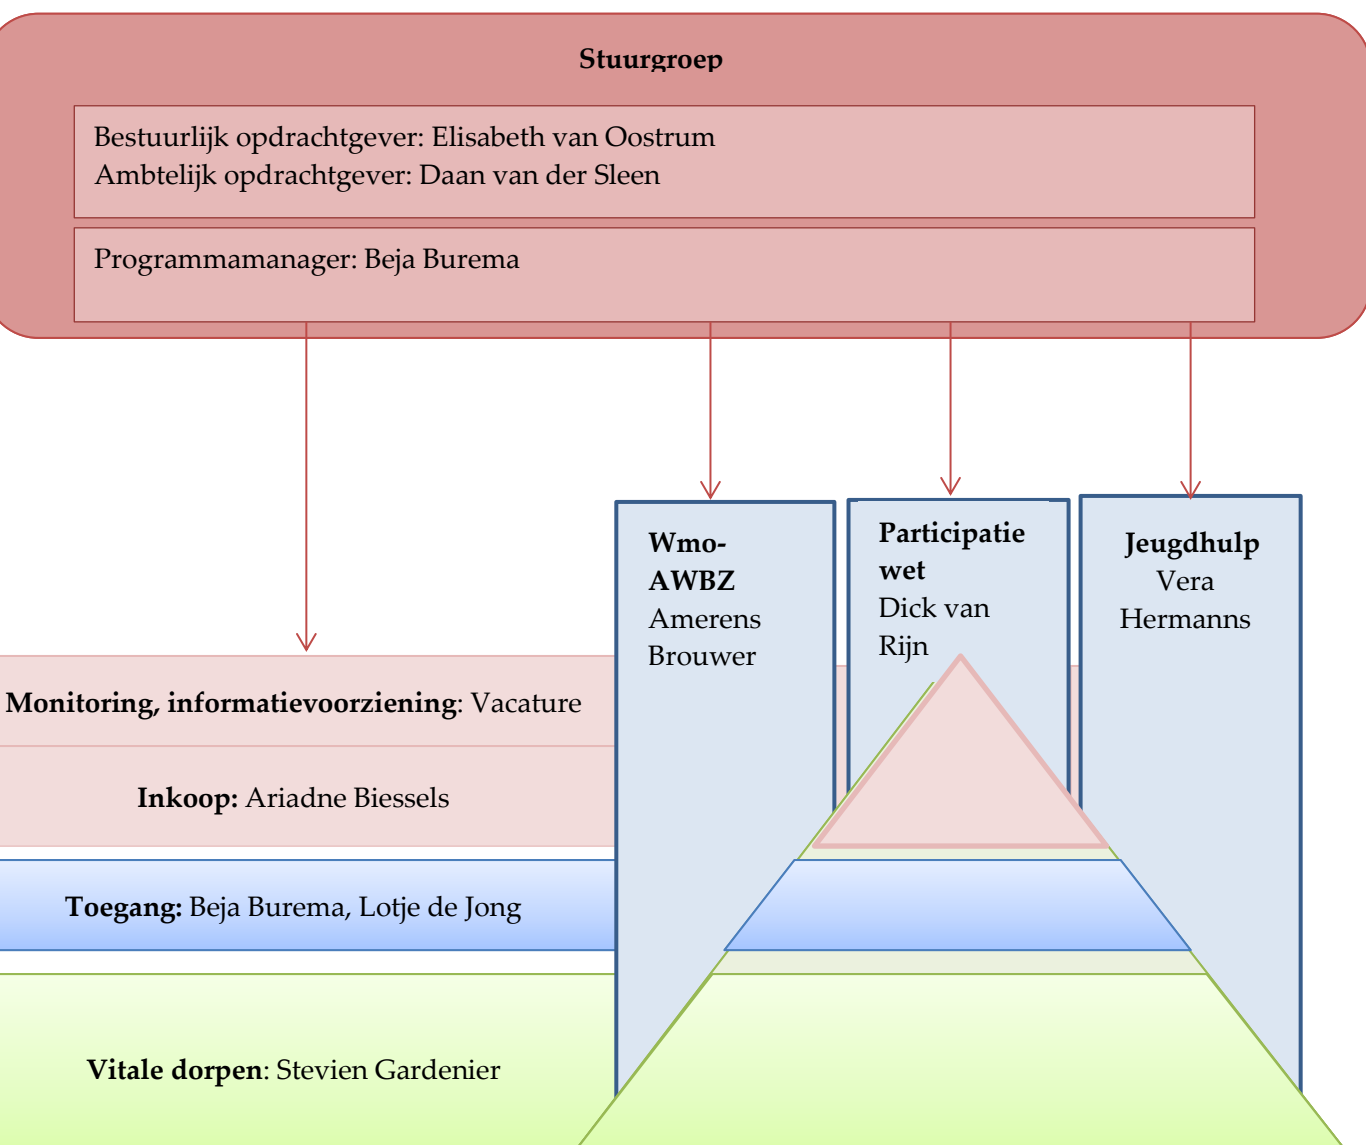 Stuurgroep
Bestuurlijk opdrachtgever: Elisabeth van Oostrum
Ambtelijk opdrachtgever: Daan van der Sleen
Programmamanager: Beja Burema
Wmo-
AWBZ
Amerens
Brouwer
Participatie
wet
Dick van
Rijn
Jeugdhulp
Vera
Hermanns
Monitoring, informatievoorziening: Vacature
Inkoop: Ariadne Biessels
Toegang: Beja Burema, Lotje de Jong
Vitale dorpen: Stevien Gardenier